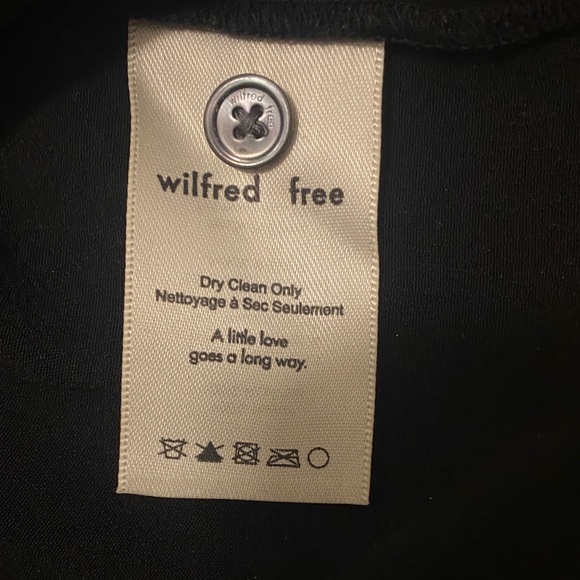 wilfred free
wilfred free
Dry Clean Only
Nettoyage à Sec Seulement
A little love
goes a long way.